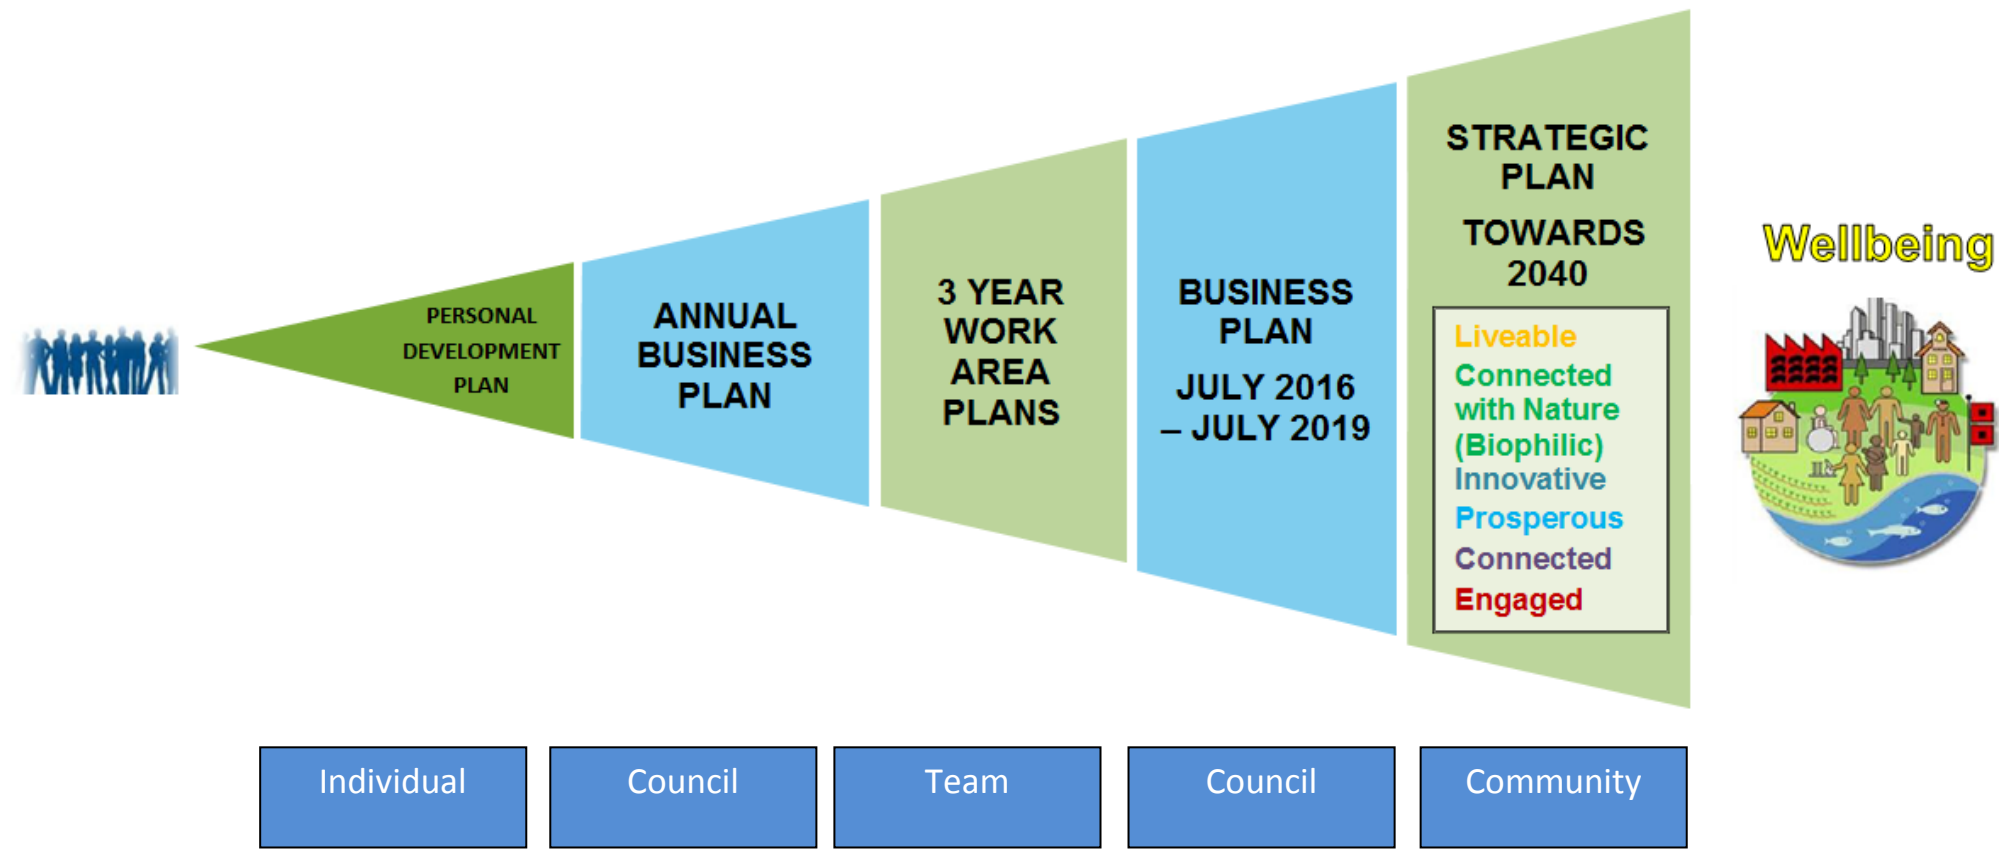 PERSONAL
DEVELOPMENT
PLAN
ANNUAL
BUSINESS
PLAN
3 YEAR
WORK
AREA
PLANS
BUSINESS
PLAN
JULY 2016
– JULY 2019
STRATEGIC
PLAN
TOWARDS
2040
Liveable
Connected
with Nature
(Biophilic)
Innovative
Prosperous
Connected
Engaged
Wellbeing
Individual
Council
Team
Council
Community